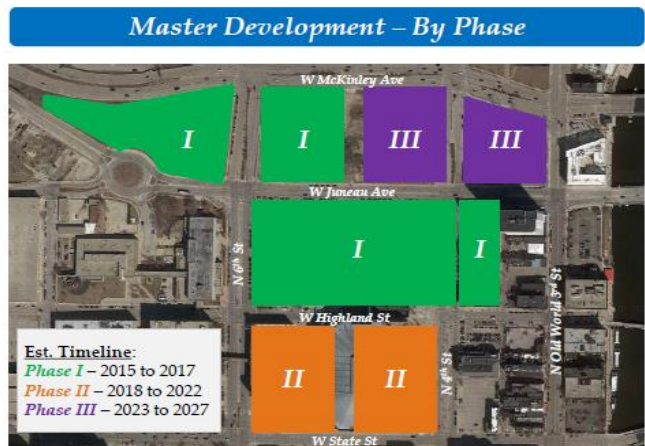 Master Development – By Phase
W McKinley Ave
I
I
III
III
W Juneau Ave
N 6th St
I
I
N Old World 3rd St
W Highland St
Est. Timeline:
Phase I – 2015 to 2017
Phase II – 2018 to 2022
Phase III – 2023 to 2027
II
II
N 4th St
W State St